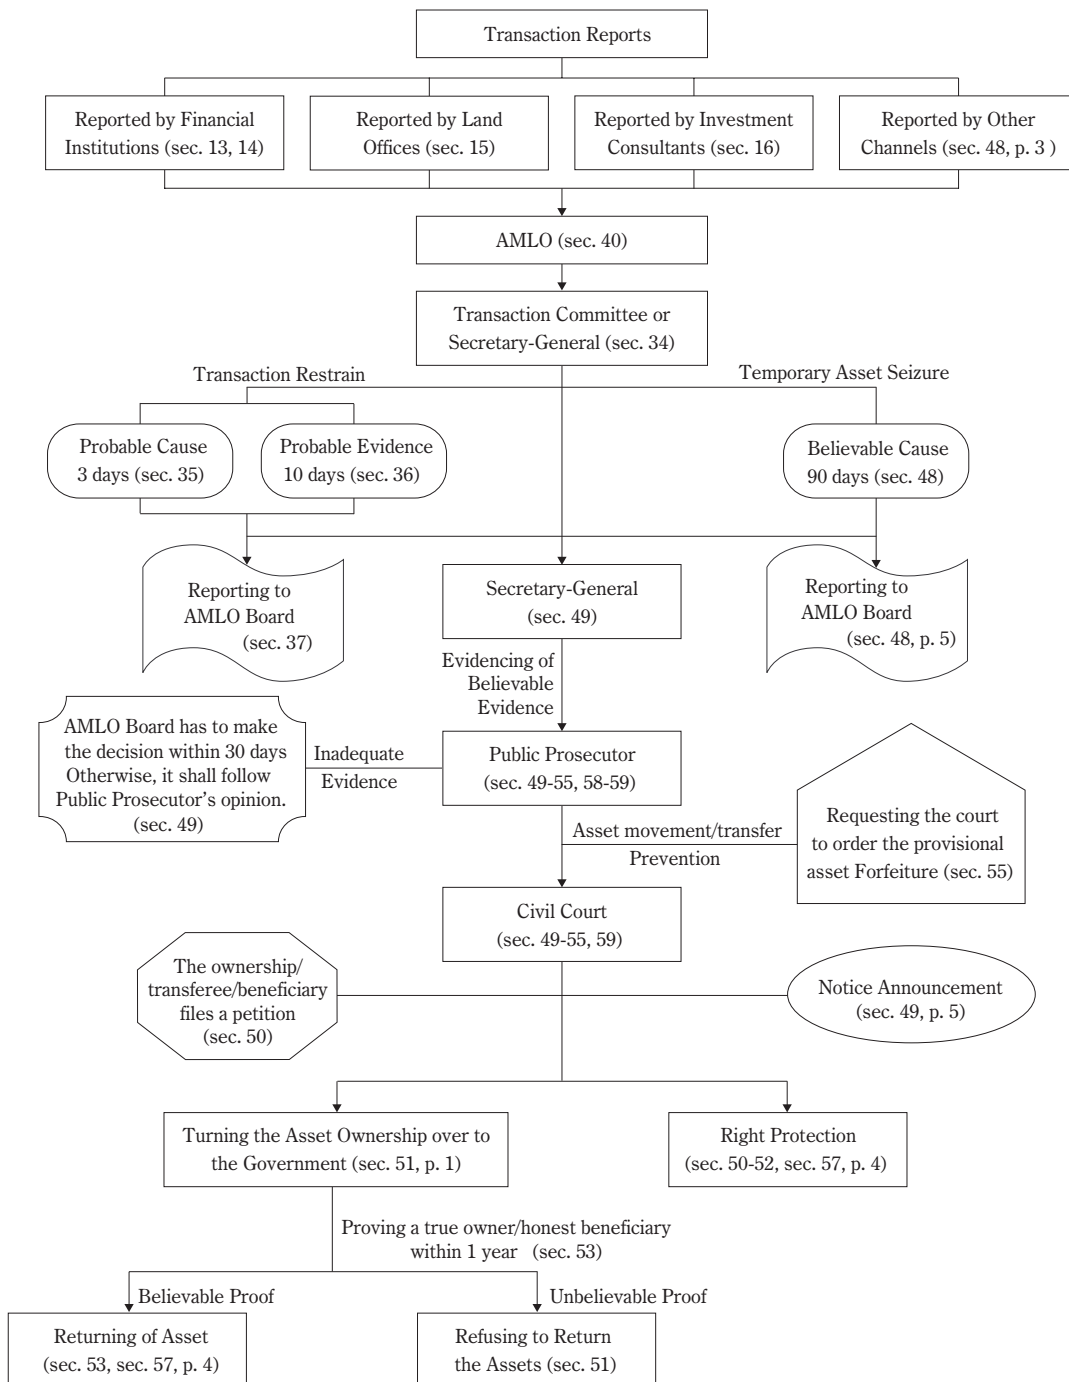 Transaction Reports
Reported by Financial
Institutions (sec. 13, 14)
Reported by Land
Offices (sec. 15)
Reported by Investment
Consultants (sec. 16)
Reported by Other
Channels (sec. 48, p. 3 )
AMLO (sec. 40)
Transaction Committee or
Secretary-General (sec. 34)
Transaction Restrain
Temporary Asset Seizure
Probable Cause
3 days (sec. 35)
Probable Evidence
10 days (sec. 36)
Believable Cause
90 days (sec. 48)
Reporting to
AMLO Board
(sec. 37)
Secretary-General
(sec. 49)
Reporting to
AMLO Board
(sec. 48, p. 5)
Evidencing of
Believable
Evidence
AMLO Board has to make
the decision within 30 days
Otherwise, it shall follow
Public Prosecutor's opinion.
(sec. 49)
Inadequate
Evidence
Public Prosecutor
(sec. 49-55, 58-59)
Asset movement/transfer
Prevention
Requesting the court
to order the provisional
asset Forfeiture (sec. 55)
Civil Court
(sec. 49-55, 59)
The ownership/
transferee/beneficiary
files a petition
(sec. 50)
Notice Announcement
(sec. 49, p. 5)
Turning the Asset Ownership over to
the Government (sec. 51, p. 1)
Right Protection
(sec. 50-52, sec. 57, p. 4)
Proving a true owner/honest beneficiary
within 1 year (sec. 53)
Believable Proof
Unbelievable Proof
Returning of Asset
(sec. 53, sec. 57, p. 4)
Refusing to Return
the Assets (sec. 51)